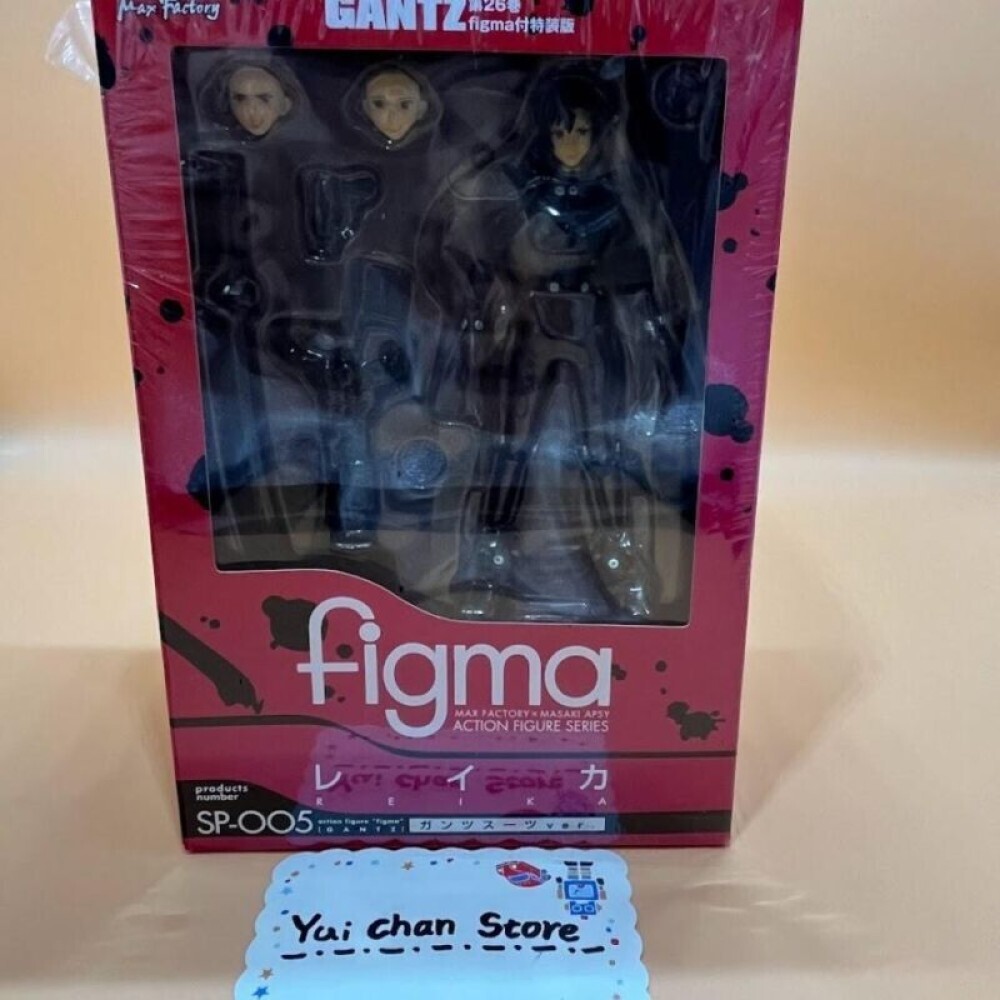 Max Factory
GANTZ 第26巻
figma付特装版
figma
MAX FACTORY × MASAKI APSY
ACTION FIGURE SERIES
レイカ
REIKA
products
number
SP-005
action figure "figma"
[GANTZ]
ガンツスーツver.
Yui chan Store